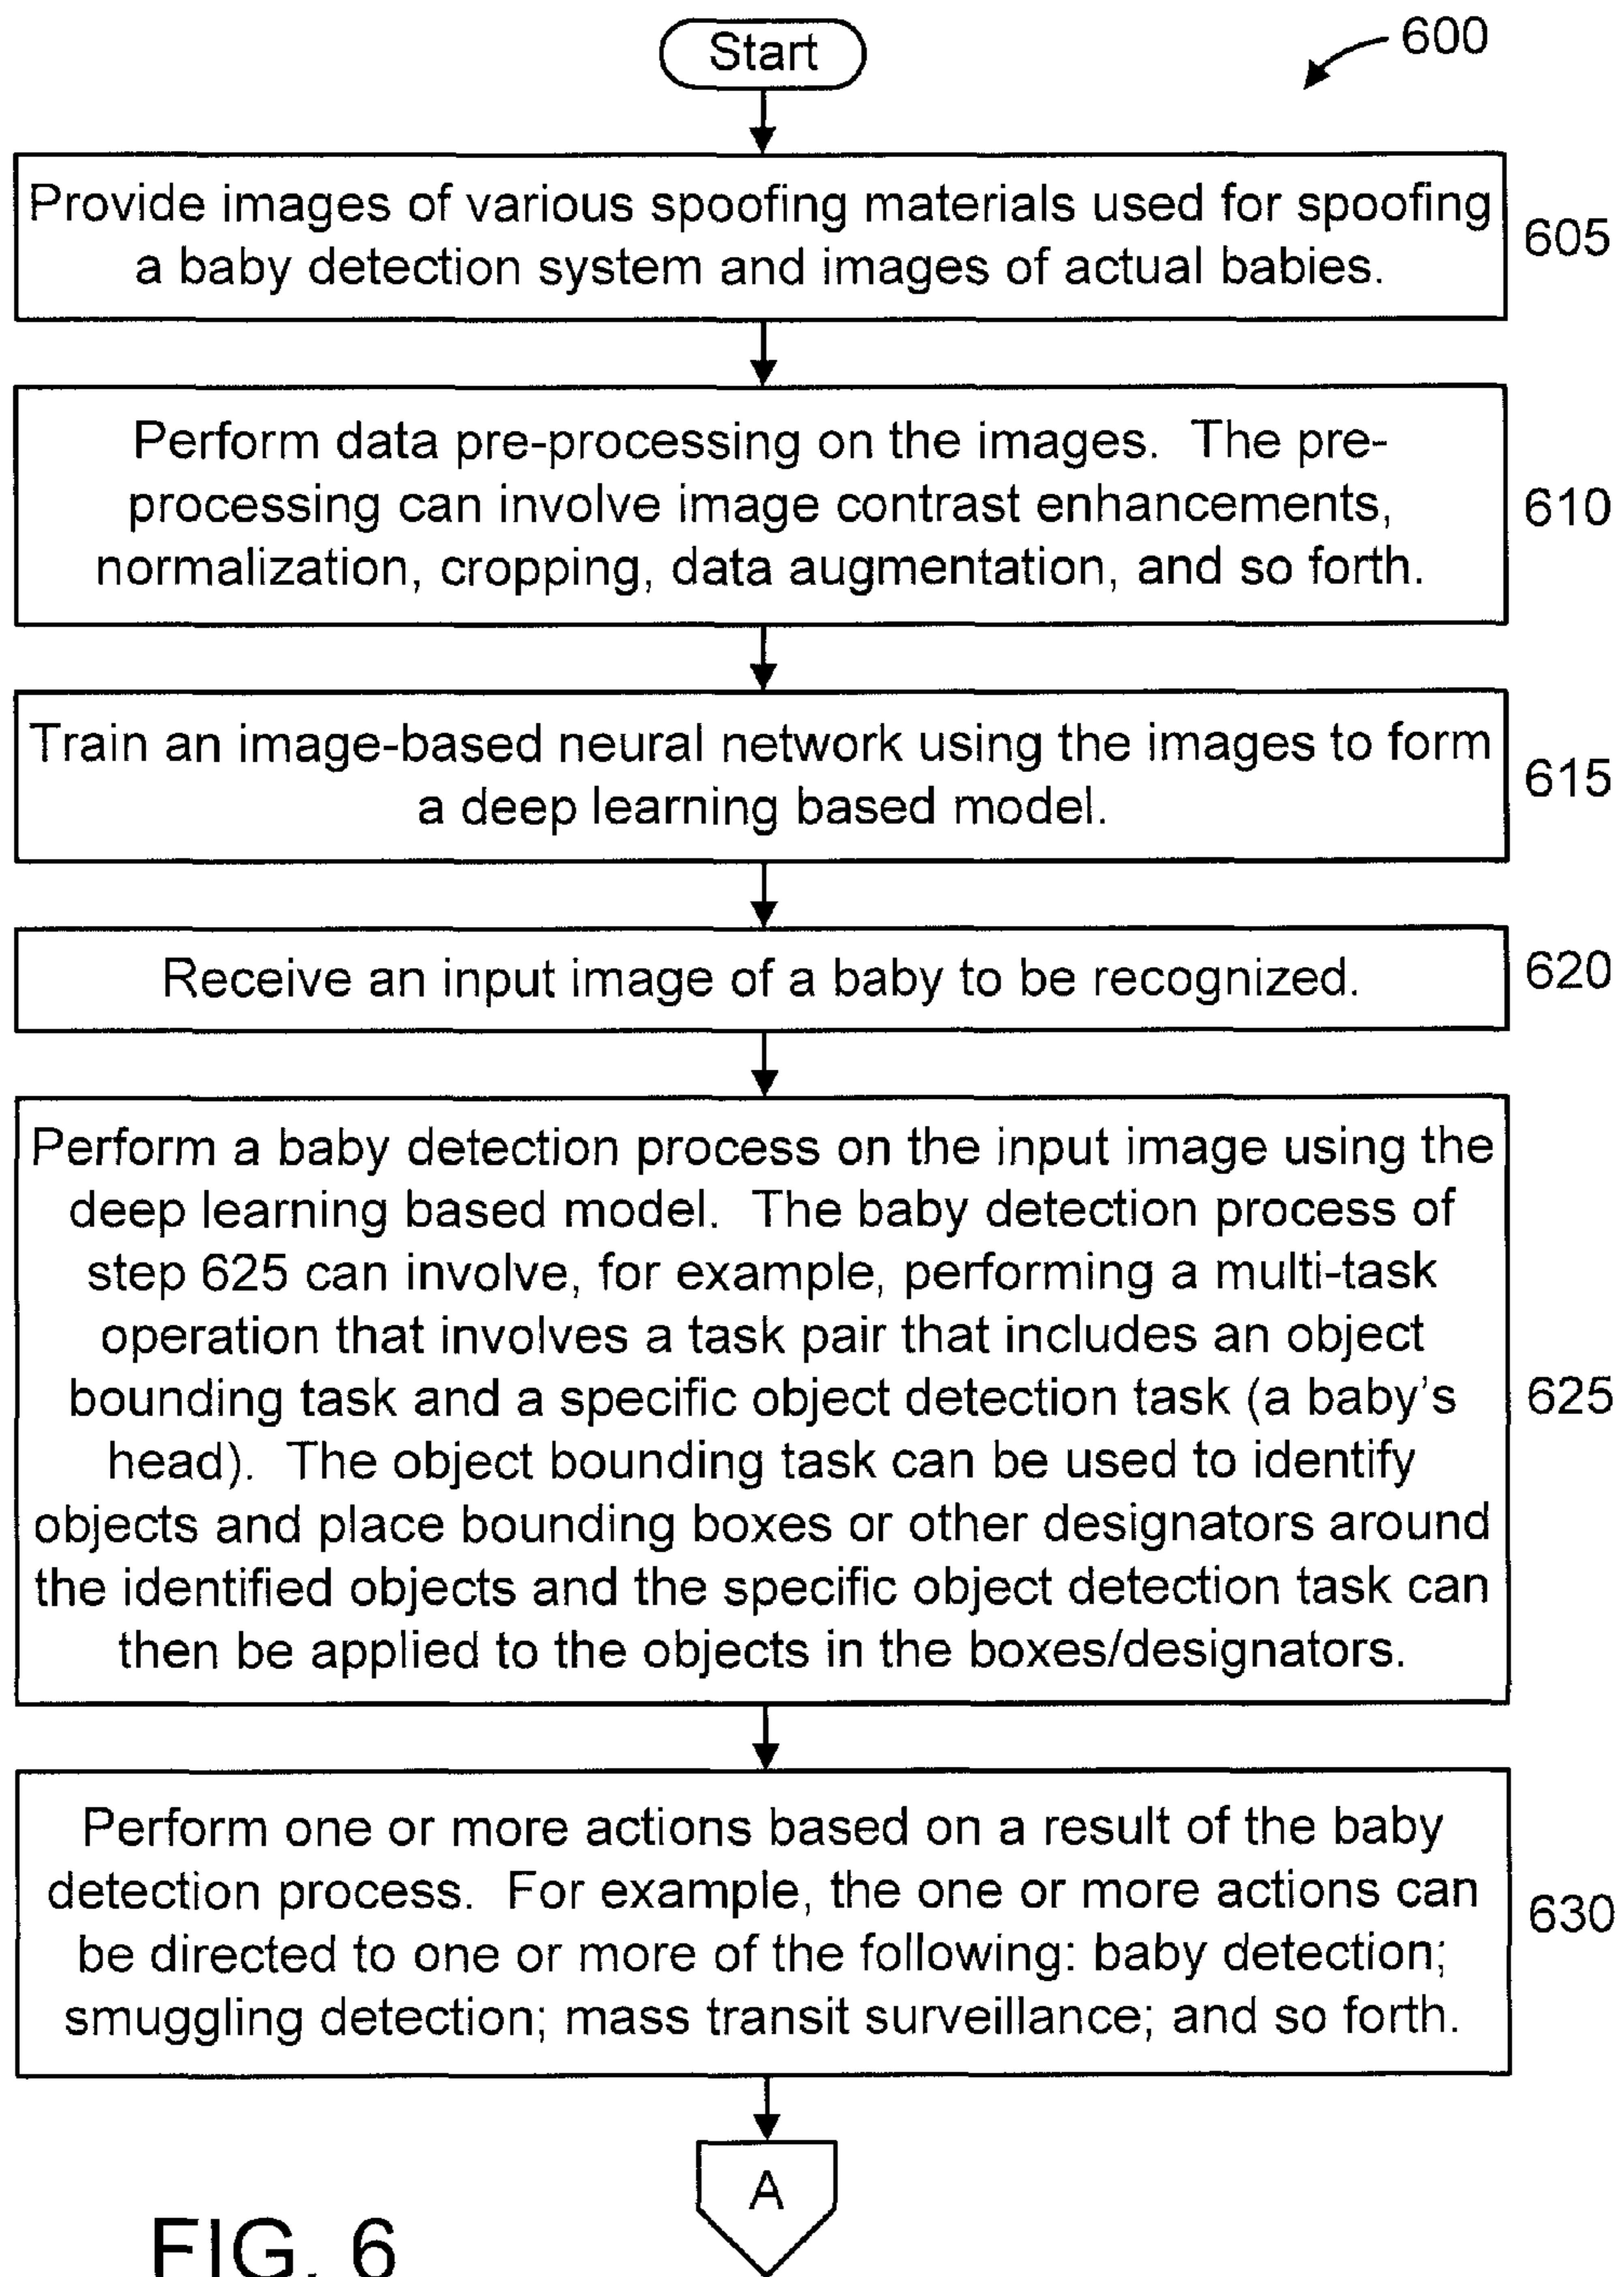 Start
600
Provide images of various spoofing materials used for spoofing
a baby detection system and images of actual babies.
605
Perform data pre-processing on the images. The pre-
processing can involve image contrast enhancements,
normalization, cropping, data augmentation, and so forth.
610
Train an image-based neural network using the images to form
a deep learning based model.
615
Receive an input image of a baby to be recognized.
620
Perform a baby detection process on the input image using the
deep learning based model. The baby detection process of
step 625 can involve, for example, performing a multi-task
operation that involves a task pair that includes an object
bounding task and a specific object detection task (a baby's
head). The object bounding task can be used to identify
objects and place bounding boxes or other designators around
the identified objects and the specific object detection task can
then be applied to the objects in the boxes/designators.
625
Perform one or more actions based on a result of the baby
detection process. For example, the one or more actions can
be directed to one or more of the following: baby detection;
smuggling detection; mass transit surveillance; and so forth.
630
A
FIG. 6